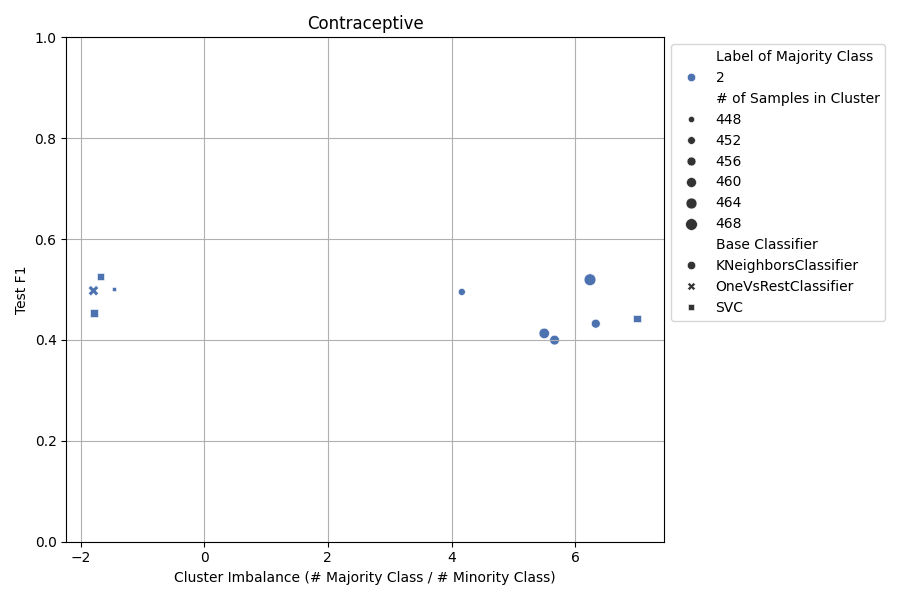 Contraceptive
1.0
0.8
0.6
0.4
0.2
0.0
Test F1
−2
0
2
4
6
Cluster Imbalance (# Majority Class / # Minority Class)
Label of Majority Class
2
# of Samples in Cluster
448
452
456
460
464
468
Base Classifier
KNeighborsClassifier
OneVsRestClassifier
SVC